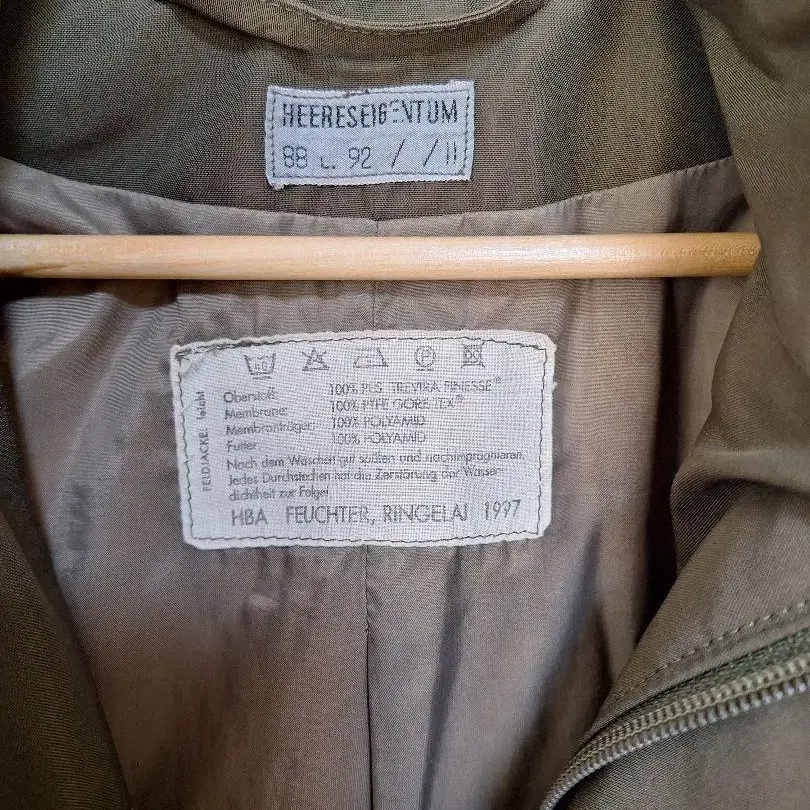 HEERESEIGENTUM
88 L 92 / / II
FELDJACKE, leicht
Oberstoff: 100% PES. TREVIRA FINESSE®
Membrane: 100% PTFE GORE TEX®
Membranträger: 100% POLYAMID
Futter: 100% POLYAMID
Nach dem Waschen gut spülen und nachimprägnieren.
Jedes Durchstechen hat die Zerstörung der Wasser-
dichtheit zur Folge!
HBA FEUCHTER, RINGELAI 1997